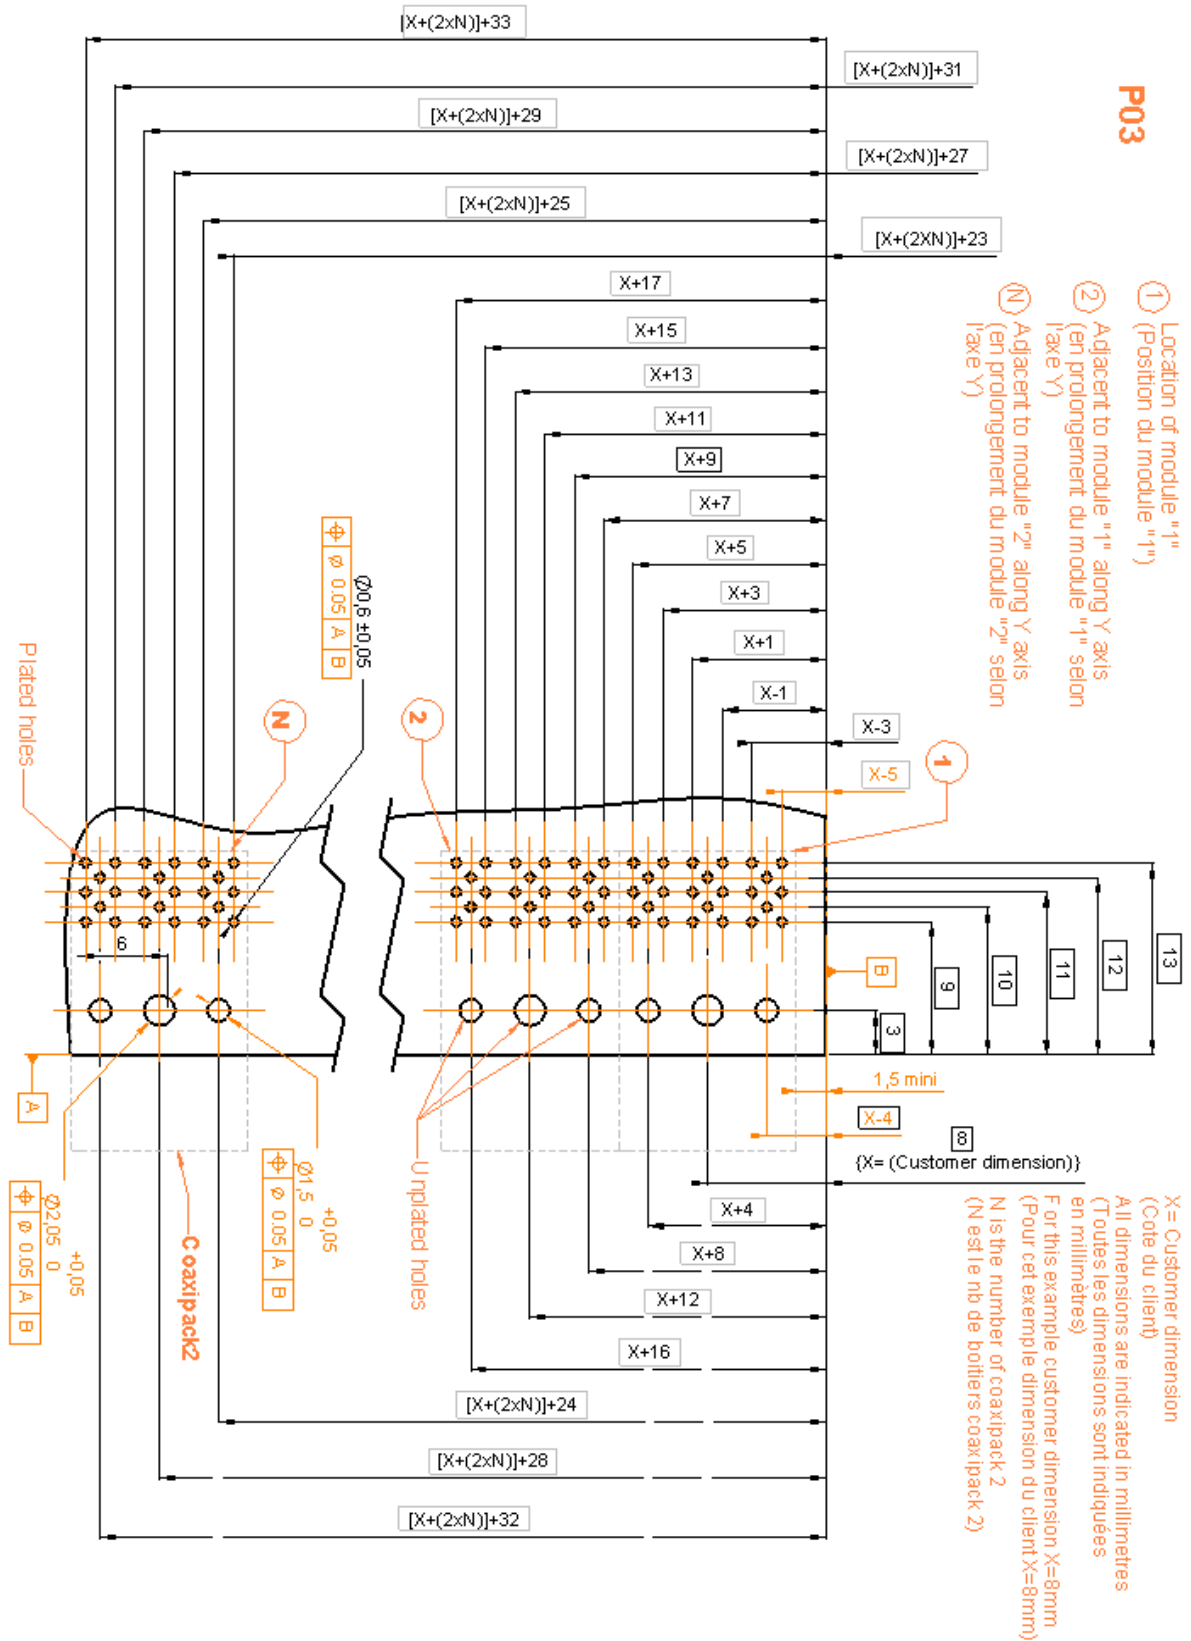 [X+(2xN)]+33
[X+(2xN)]+31
P03
[X+(2xN)]+29
[X+(2xN)]+27
[X+(2xN)]+25
[X+(2XN)]+23
1 Location of module "1"
(Position du module "1")
2 Adjacent to module "1" along Y axis
(en prolongement du module "1" selon
l'axe Y)
N Adjacent to module "2" along Y axis
(en prolongement du module "2" selon
l'axe Y)
X+17
X+15
X+13
X+11
X+9
X+7
X+5
X+3
X+1
X-1
X-3
X-5
Ø0,6 ±0,05
⌖ Ø 0.05 A B
Plated holes
N
2
1
6
B
13
12
11
10
9
3
A
1,5 mini
X-4
8
{X= (Customer dimension)}
Unplated holes
+0,05
Ø1,5 0
⌖ Ø 0.05 A B
+0,05
Ø2,05 0
⌖ Ø 0.05 A B
Coaxipack2
X+4
X+8
X+12
X+16
[X+(2xN)]+24
[X+(2xN)]+28
[X+(2xN)]+32
X= Customer dimension
(Cote du client)
All dimensions are indicated in millimetres
(Toutes les dimensions sont indiquées
en millimètres)
For this example customer dimension X=8mm
(Pour cet exemple dimension du client X=8mm)
N is the number of coaxipack 2
(N est le nb de boitiers coaxipack 2)